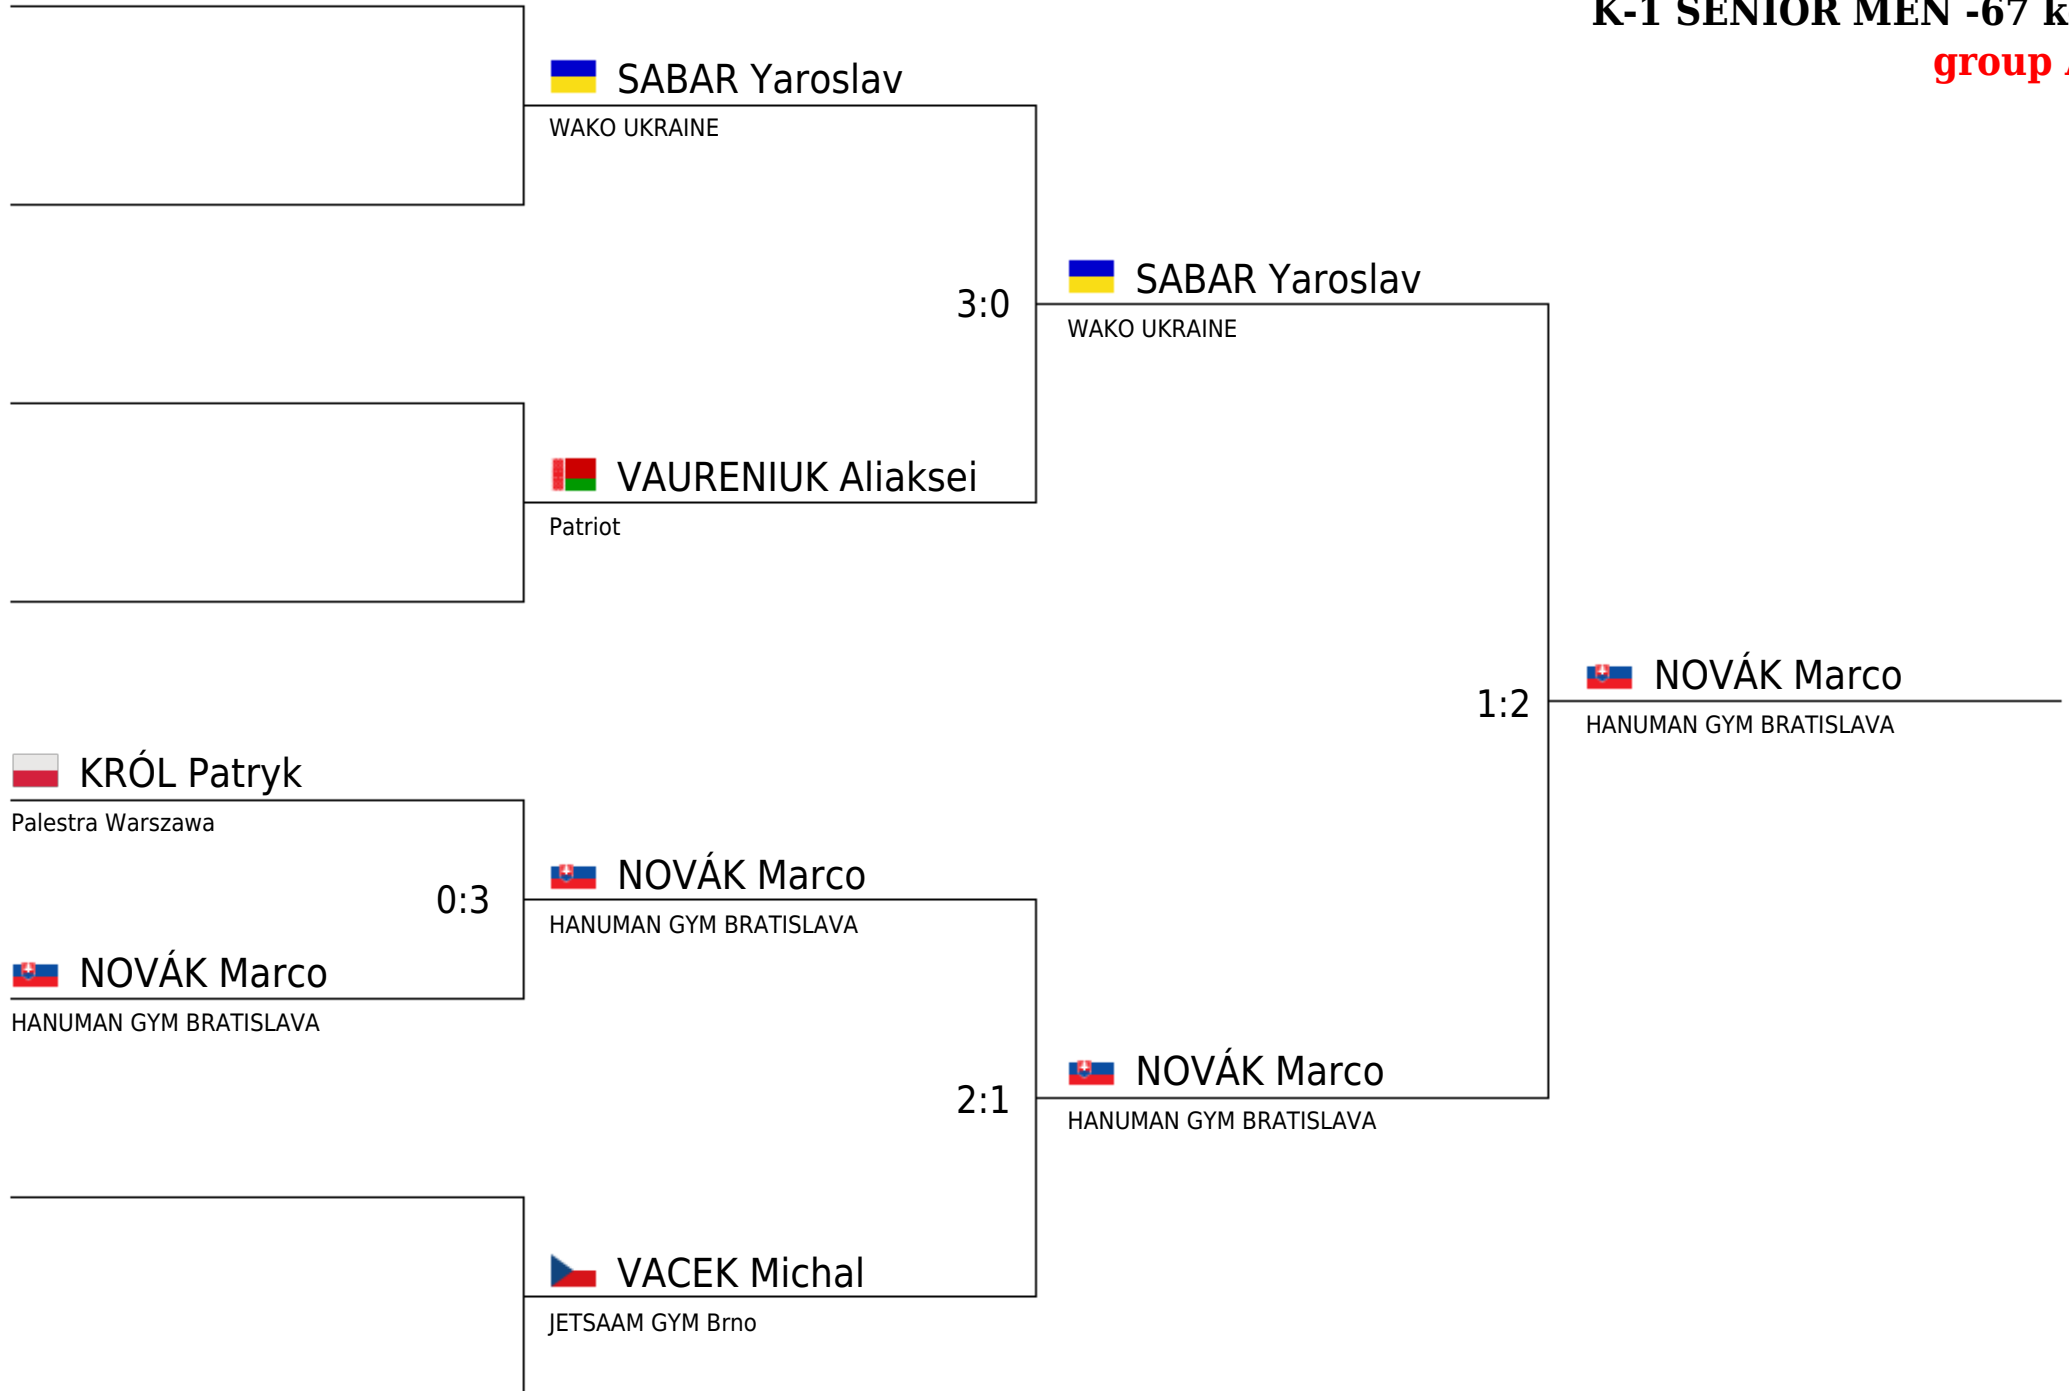 K-1 SENIOR MEN -67 k
group
SABAR Yaroslav
WAKO UKRAINE
3:0
SABAR Yaroslav
WAKO UKRAINE
VAURENIUK Aliaksei
Patriot
1:2
NOVÁK Marco
HANUMAN GYM BRATISLAVA
KRÓL Patryk
Palestra Warszawa
0:3
NOVÁK Marco
HANUMAN GYM BRATISLAVA
NOVÁK Marco
HANUMAN GYM BRATISLAVA
2:1
NOVÁK Marco
HANUMAN GYM BRATISLAVA
VACEK Michal
JETSAAM GYM Brno